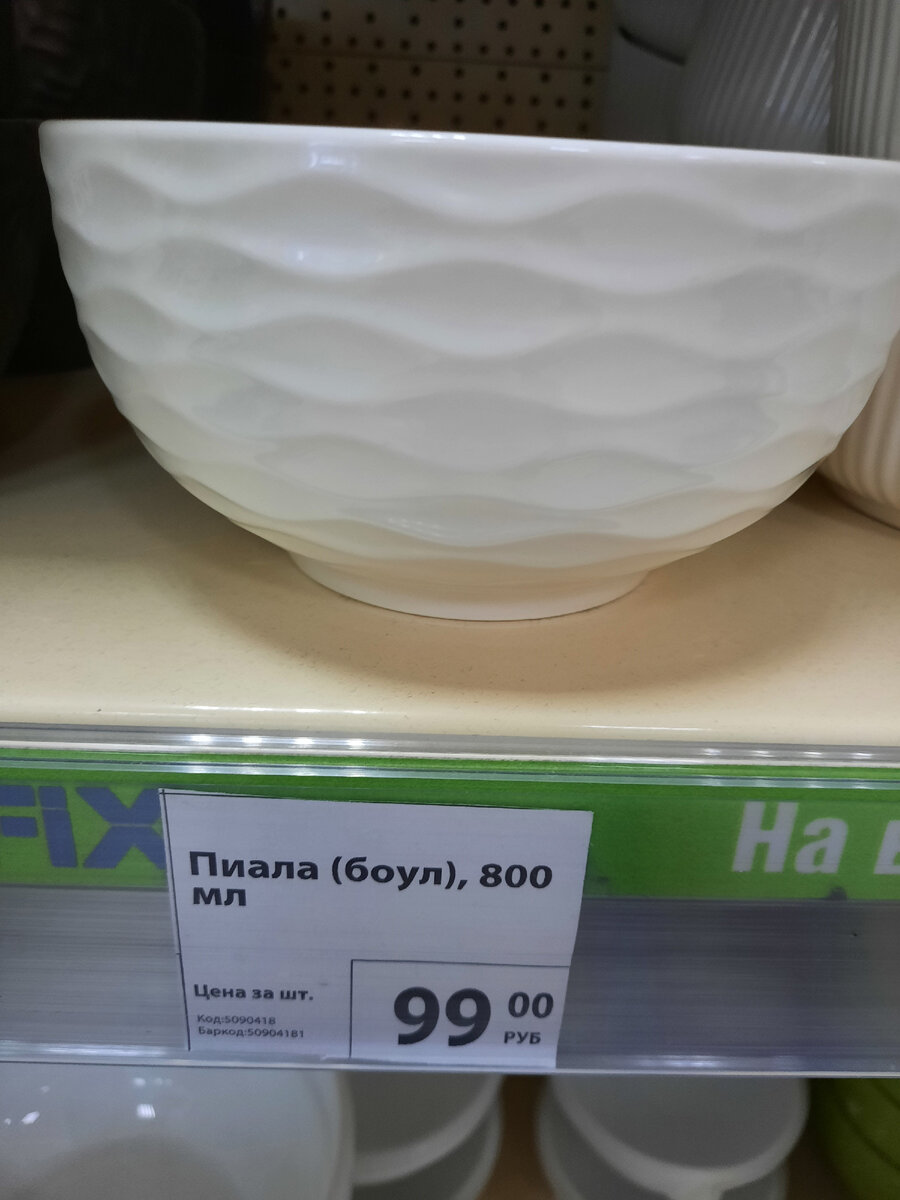 FIX
На в
Пиала (боул), 800
мл
Цена за шт.
Код:5090418
Баркод:50904181
99 00
РУБ